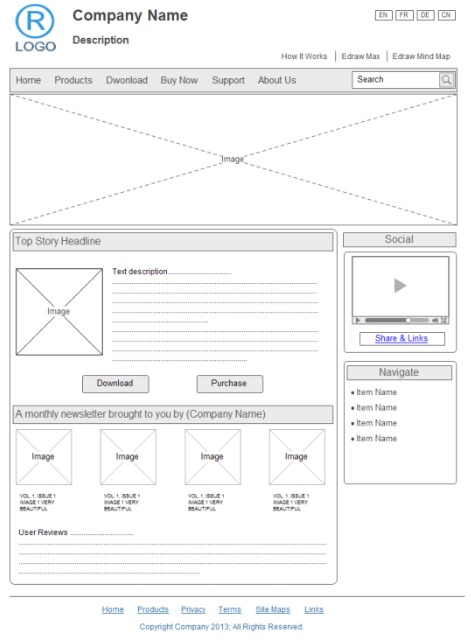 R
LOGO
Company Name
Description
EN FR DE CN
How It Works Edraw Max Edraw Mind Map
Home Products Dwonload Buy Now Support About Us
Search
Image
Top Story Headline
Image
Text description
Download Purchase
A monthly newsletter brought to you by (Company Name)
Image Image Image Image
VOL. 1, ISSUE 1 VOL. 1, ISSUE 1 VOL. 1, ISSUE 1 VOL. 1, ISSUE 1
IMAGE 1 VERY IMAGE 1 VERY IMAGE 1 VERY IMAGE 1 VERY
BEAUTIFUL BEAUTIFUL BEAUTIFUL BEAUTIFUL
User Reviews
Social
Share & Links
Navigate
• Item Name
• Item Name
• Item Name
• Item Name
Home Products Privacy Terms Site Maps Links
Copyright Company 2013; All Rights Reserved.